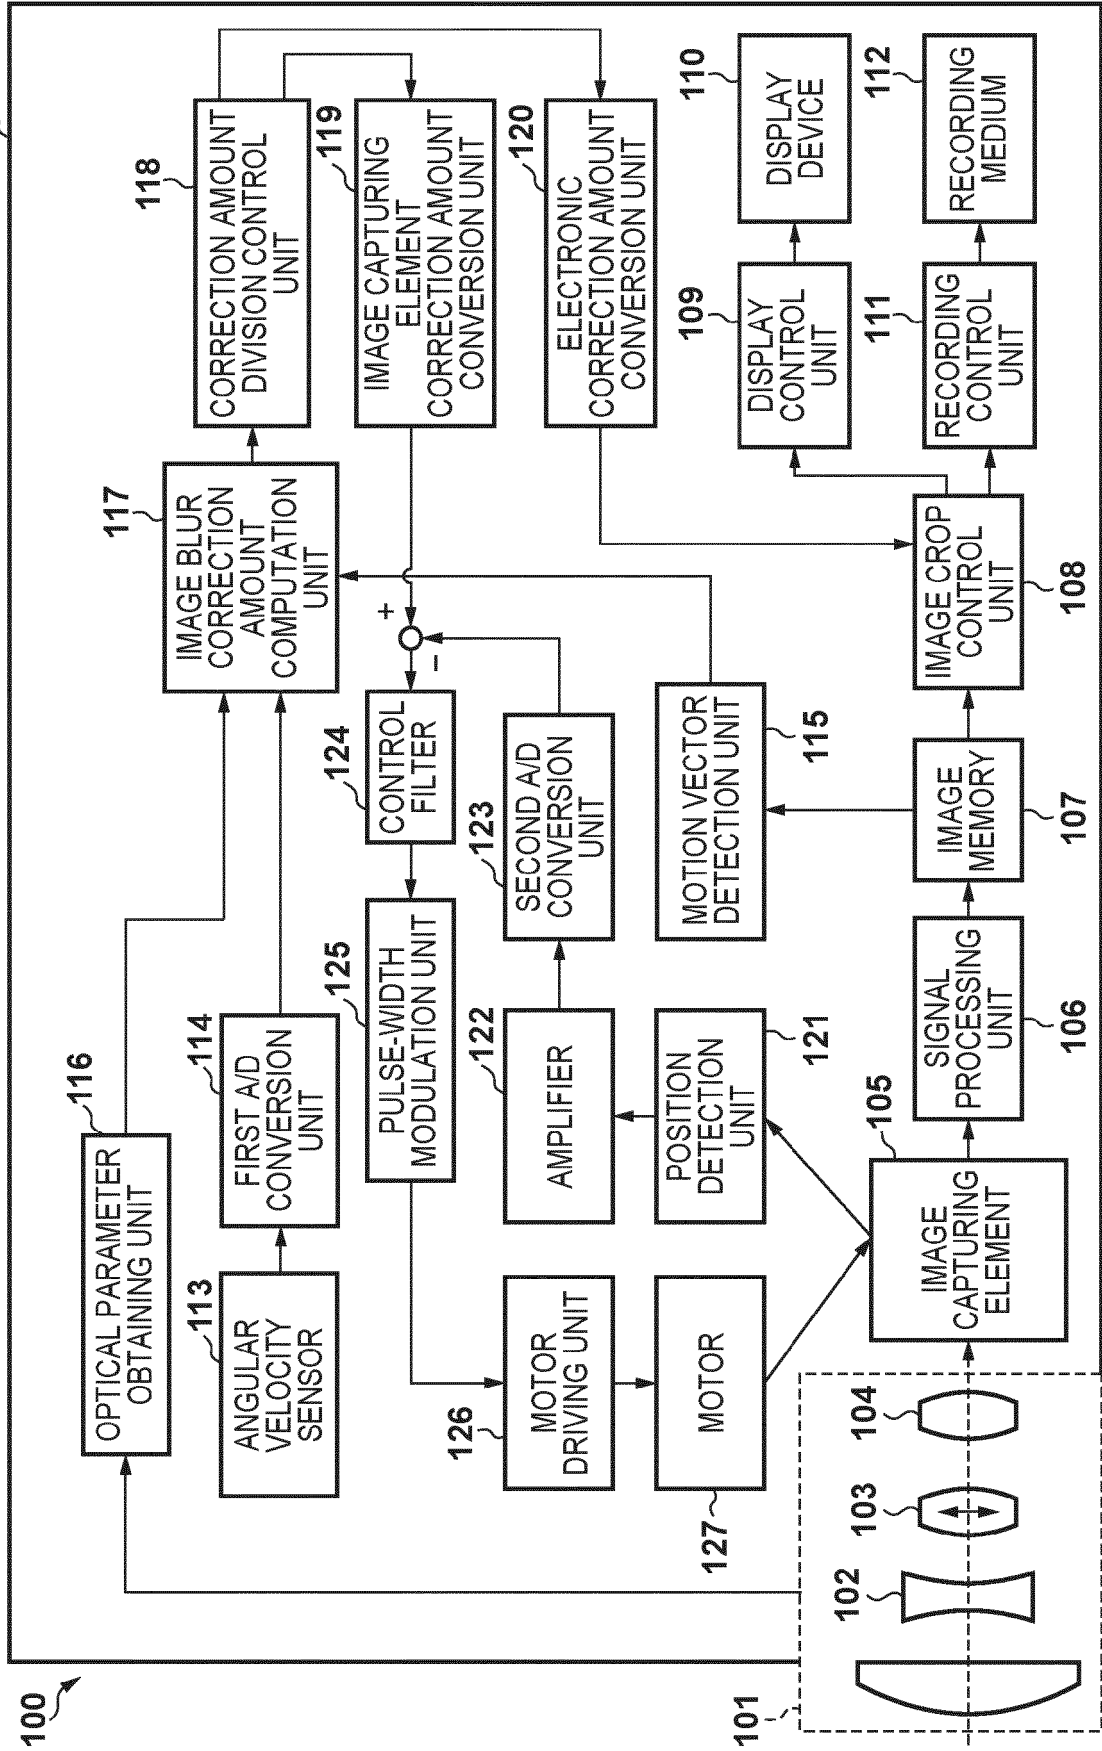 100
116
OPTICAL PARAMETER
OBTAINING UNIT
113
ANGULAR
VELOCITY
SENSOR
114
FIRST A/D
CONVERSION
UNIT
117
IMAGE BLUR
CORRECTION
AMOUNT
COMPUTATION
UNIT
118
CORRECTION AMOUNT
DIVISION CONTROL
UNIT
119
IMAGE CAPTURING
ELEMENT
CORRECTION AMOUNT
CONVERSION UNIT
+
−
124
CONTROL
FILTER
125
PULSE-WIDTH
MODULATION UNIT
126
MOTOR
DRIVING UNIT
122
AMPLIFIER
123
SECOND A/D
CONVERSION
UNIT
120
ELECTRONIC
CORRECTION AMOUNT
CONVERSION UNIT
127
MOTOR
121
POSITION
DETECTION
UNIT
115
MOTION VECTOR
DETECTION UNIT
109
DISPLAY
CONTROL
UNIT
110
DISPLAY
DEVICE
101
102
103
104
105
IMAGE
CAPTURING
ELEMENT
106
SIGNAL
PROCESSING
UNIT
107
IMAGE
MEMORY
108
IMAGE CROP
CONTROL
UNIT
111
RECORDING
CONTROL
UNIT
112
RECORDING
MEDIUM